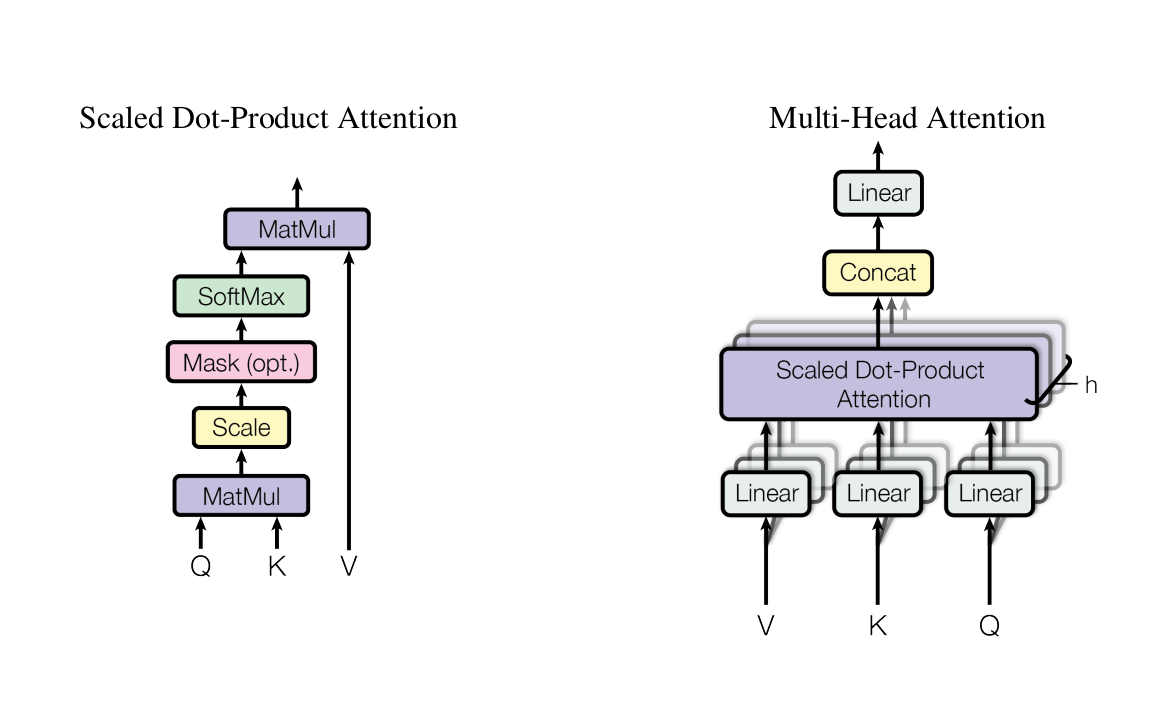 Scaled Dot-Product Attention
MatMul
SoftMax
Mask (opt.)
Scale
MatMul
Q K V
Multi-Head Attention
Linear
Concat
Scaled Dot-Product
Attention
h
Linear Linear Linear
V K Q